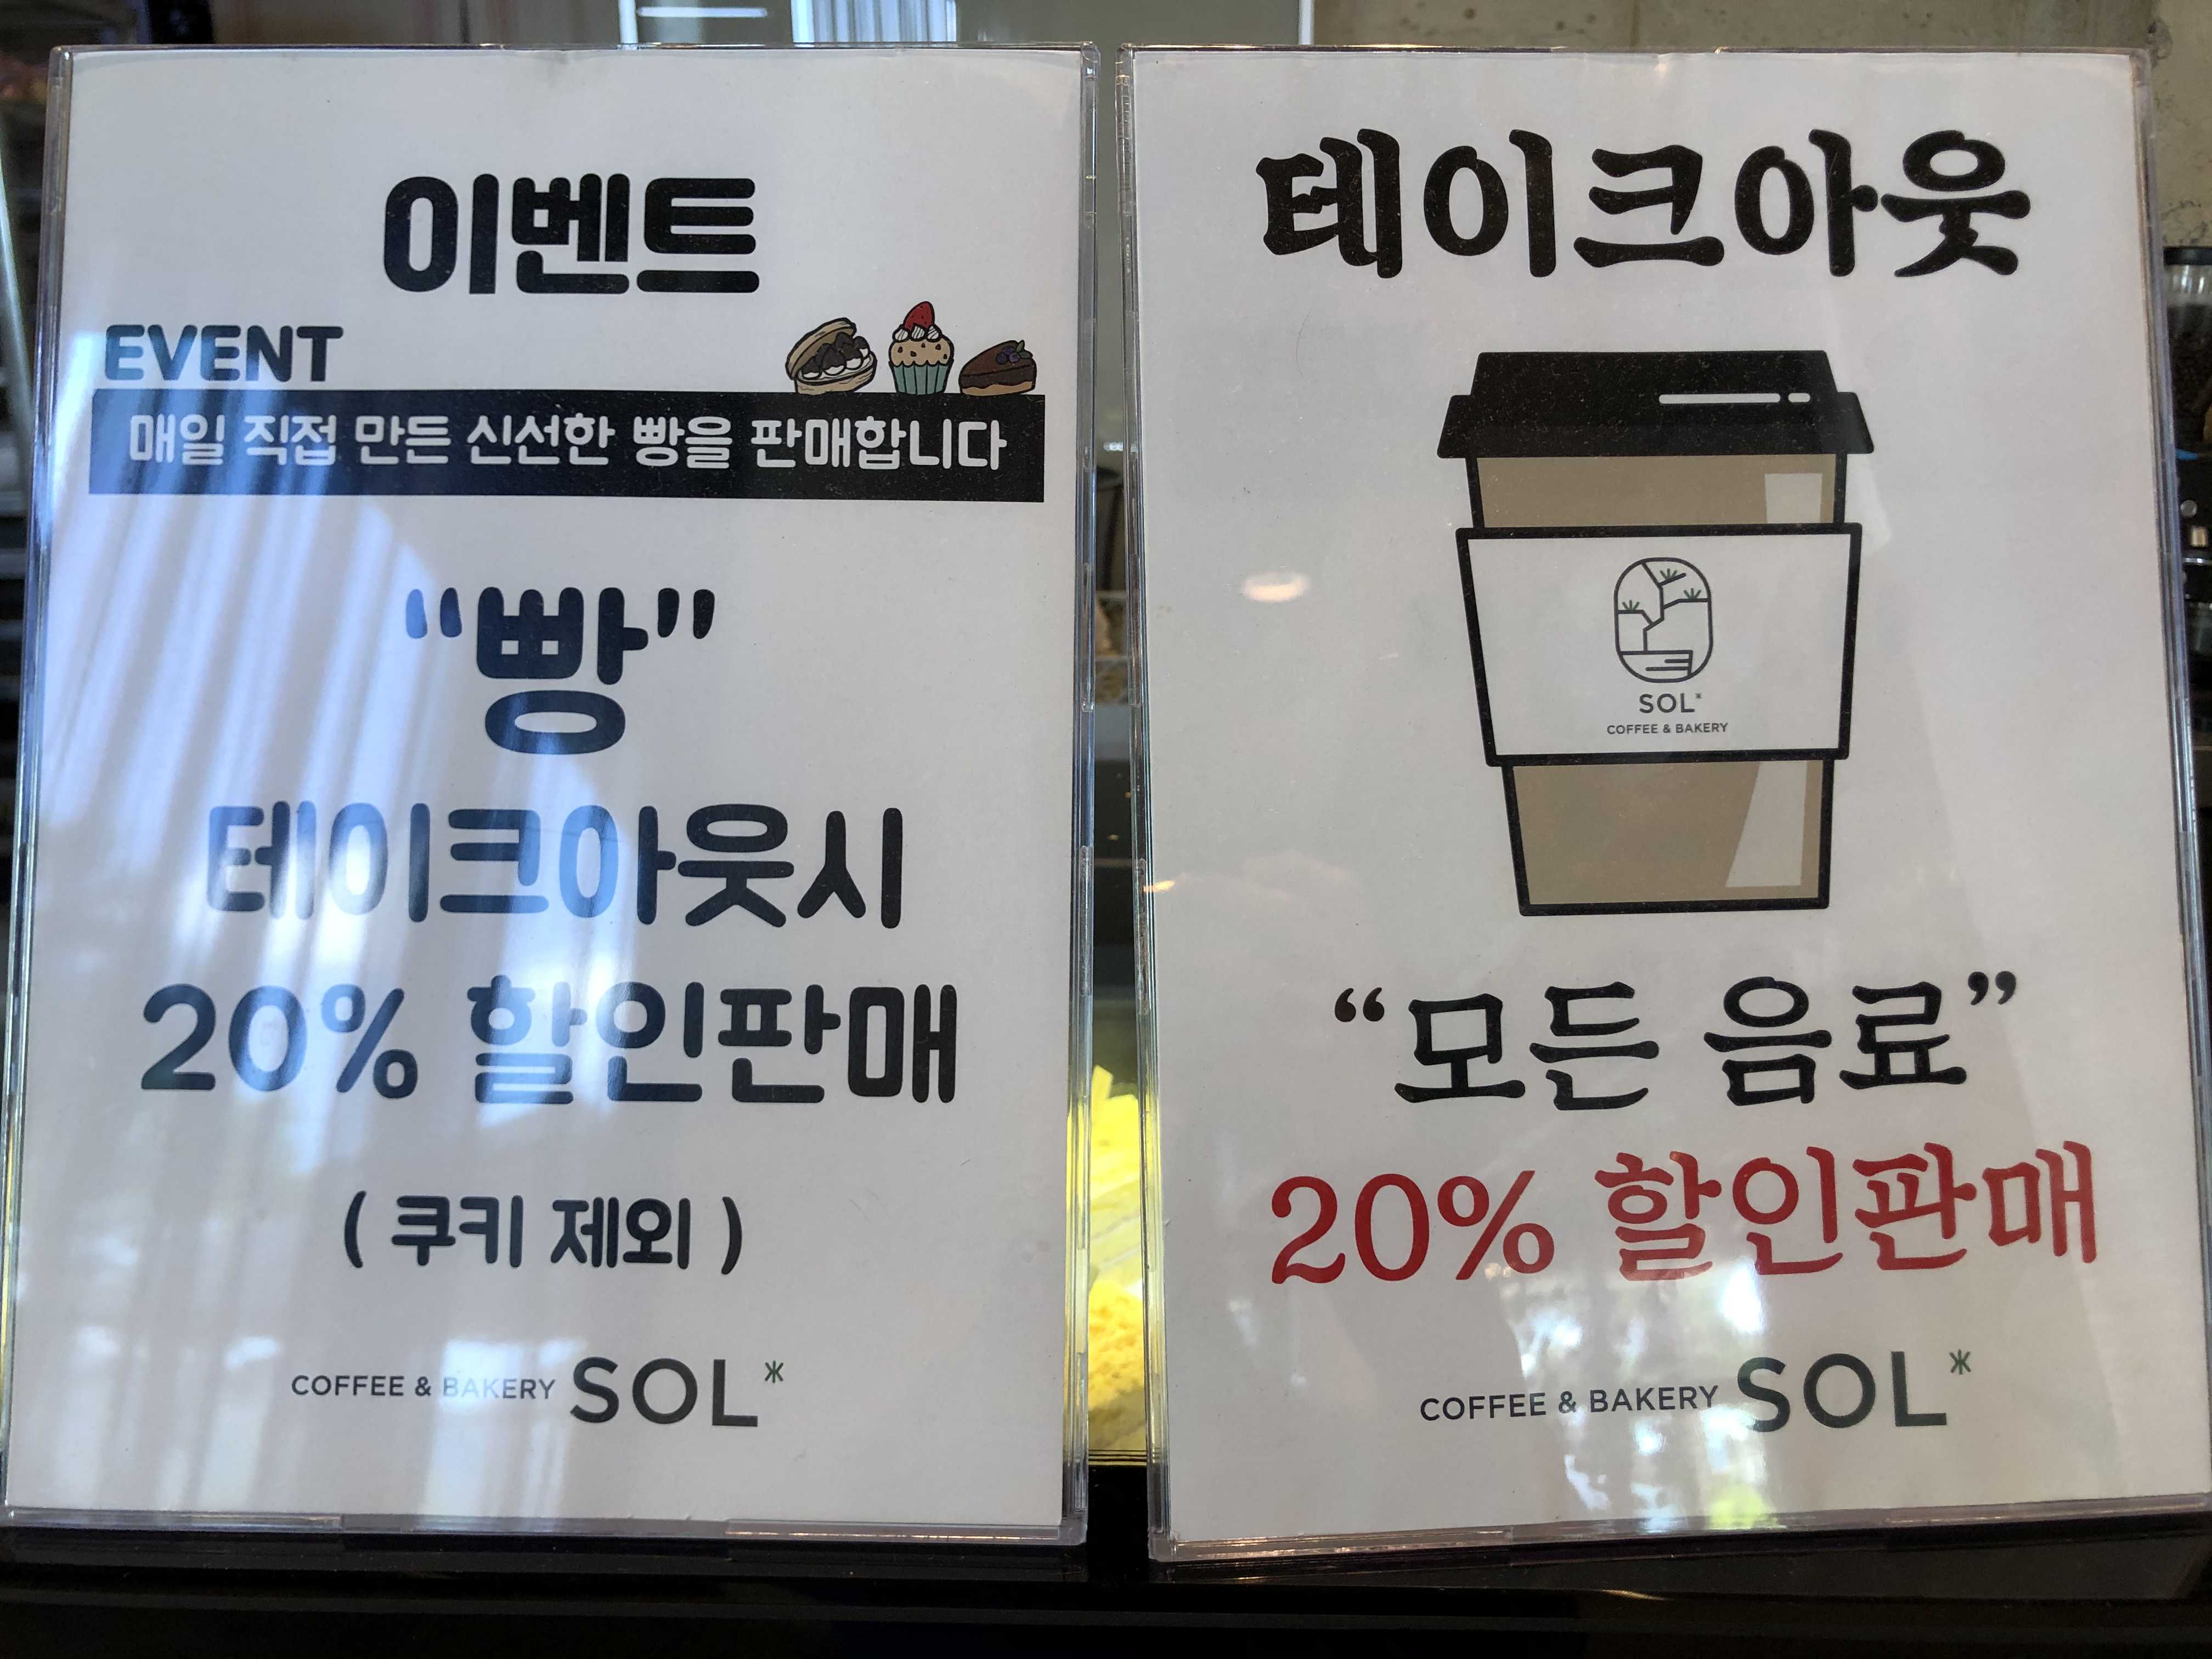 이벤트
EVENT
매일 직접 만든 신선한 빵을 판매합니다
“빵”
테이크아웃시
20% 할인판매
( 쿠키 제외 )
COFFEE & BAKERY SOL*
테이크아웃
SOL*
COFFEE & BAKERY
“모든 음료”
20% 할인판매
COFFEE & BAKERY SOL*